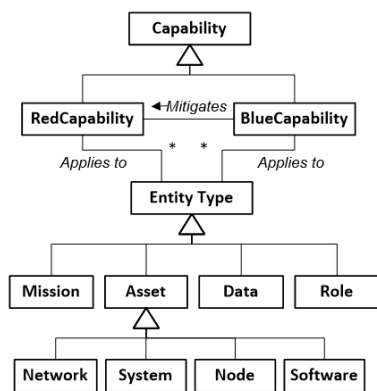 Capability
Mitigates
RedCapability BlueCapability
* *
Applies to Applies to
Entity Type
Mission Asset Data Role
Network System Node Software